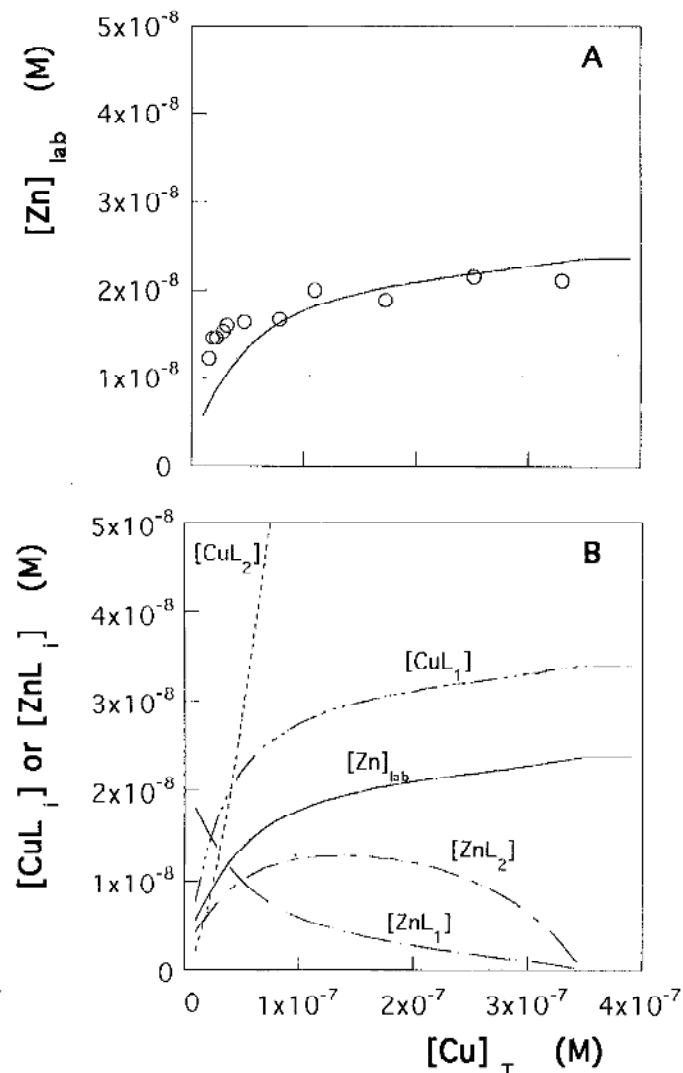 5x10-8
A
4x10-8
3x10-8
2x10-8
1x10-8
0
[Zn] lab (M)
5x10-8
B
[CuL2]
4x10-8
[CuL1]
3x10-8
[Zn]lab
2x10-8
[ZnL2]
1x10-8
[ZnL1]
0
[CuL i] or [ZnL i] (M)
0 1x10-7 2x10-7 3x10-7 4x10-7
[Cu] T (M)